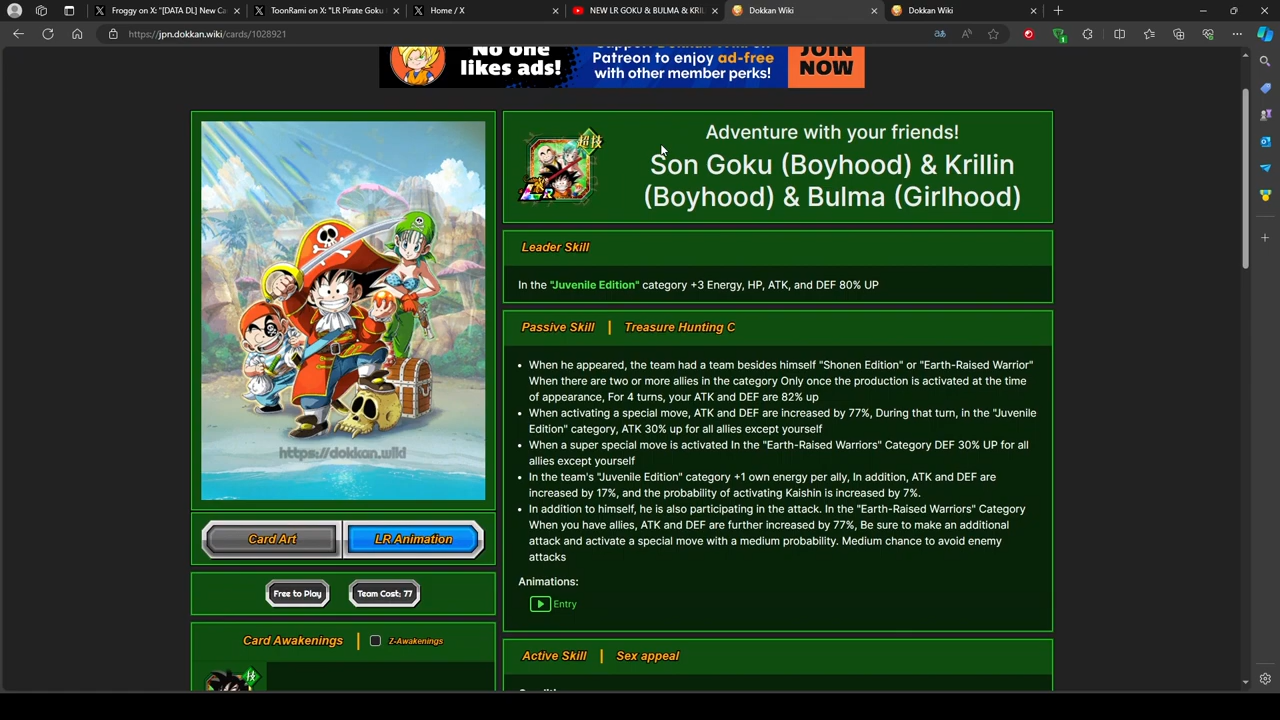 Froggy on X: "[DATA DL] New Ca
ToonRami on X: "LR Pirate Goku
Home / X
NEW LR GOKU & BULMA & KRIL
Dokkan Wiki
Dokkan Wiki
https://jpn.dokkan.wiki/cards/1028921
No one
likes ads!
Support Dokkan Wiki on
Patreon to enjoy ad-free
with other member perks!
JOIN
NOW
https://dokkan.wiki
Card Art
LR Animation
Free to Play
Team Cost: 77
Card Awakenings
Z-Awakenings
技
超技
LR
Adventure with your friends!
Son Goku (Boyhood) & Krillin
(Boyhood) & Bulma (Girlhood)
Leader Skill
In the "Juvenile Edition" category +3 Energy, HP, ATK, and DEF 80% UP
Passive Skill | Treasure Hunting C
When he appeared, the team had a team besides himself "Shonen Edition" or "Earth-Raised Warrior"
When there are two or more allies in the category Only once the production is activated at the time
of appearance, For 4 turns, your ATK and DEF are 82% up
When activating a special move, ATK and DEF are increased by 77%, During that turn, in the "Juvenile
Edition" category, ATK 30% up for all allies except yourself
When a super special move is activated In the "Earth-Raised Warriors" Category DEF 30% UP for all
allies except yourself
In the team's "Juvenile Edition" category +1 own energy per ally, In addition, ATK and DEF are
increased by 17%, and the probability of activating Kaishin is increased by 7%.
In addition to himself, he is also participating in the attack. In the "Earth-Raised Warriors" Category
When you have allies, ATK and DEF are further increased by 77%, Be sure to make an additional
attack and activate a special move with a medium probability. Medium chance to avoid enemy
attacks
Animations:
Entry
Active Skill | Sex appeal